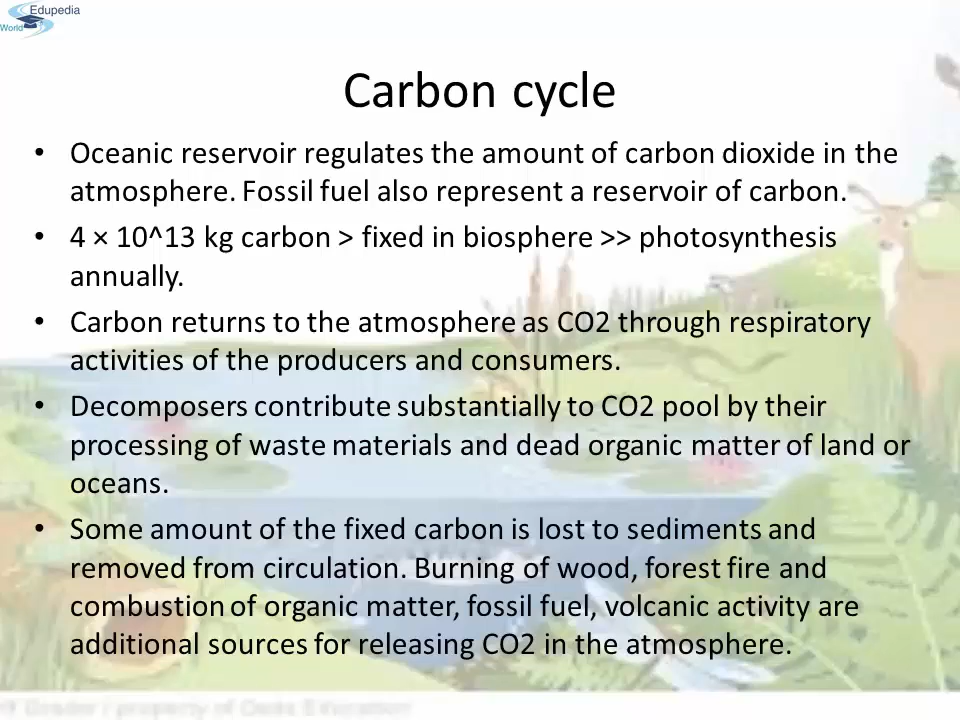 Edupedia
World
Carbon cycle
• Oceanic reservoir regulates the amount of carbon dioxide in the
atmosphere. Fossil fuel also represent a reservoir of carbon.
• 4 × 10^13 kg carbon > fixed in biosphere >> photosynthesis
annually.
• Carbon returns to the atmosphere as CO2 through respiratory
activities of the producers and consumers.
• Decomposers contribute substantially to CO2 pool by their
processing of waste materials and dead organic matter of land or
oceans.
• Some amount of the fixed carbon is lost to sediments and
removed from circulation. Burning of wood, forest fire and
combustion of organic matter, fossil fuel, volcanic activity are
additional sources for releasing CO2 in the atmosphere.
property of